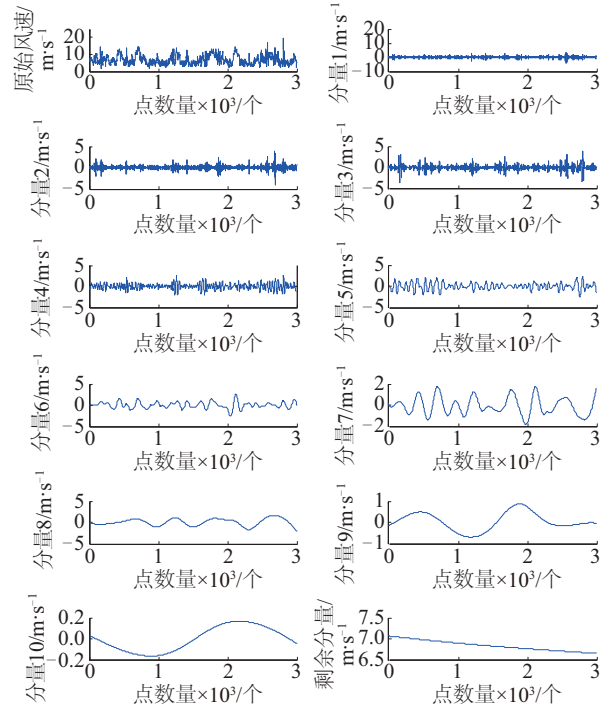 原始风速/
m·s⁻¹
20
10
0
0 1 2 3
点数量×10³/个
分量1/m·s⁻¹
20
10
0
−10
0 1 2 3
点数量×10³/个
分量2/m·s⁻¹
5
0
−5
0 1 2 3
点数量×10³/个
分量3/m·s⁻¹
5
0
−5
0 1 2 3
点数量×10³/个
分量4/m·s⁻¹
5
0
−5
0 1 2 3
点数量×10³/个
分量5/m·s⁻¹
5
0
−5
0 1 2 3
点数量×10³/个
分量6/m·s⁻¹
5
0
−5
0 1 2 3
点数量×10³/个
分量7/m·s⁻¹
2
0
−2
0 1 2 3
点数量×10³/个
分量8/m·s⁻¹
5
0
−5
0 1 2 3
点数量×10³/个
分量9/m·s⁻¹
1
0
−1
0 1 2 3
点数量×10³/个
分量10/m·s⁻¹
0.2
0.0
−0.2
0 1 2 3
点数量×10³/个
剩余分量/
m·s⁻¹
7.5
7.0
6.5
0 1 2 3
点数量×10³/个